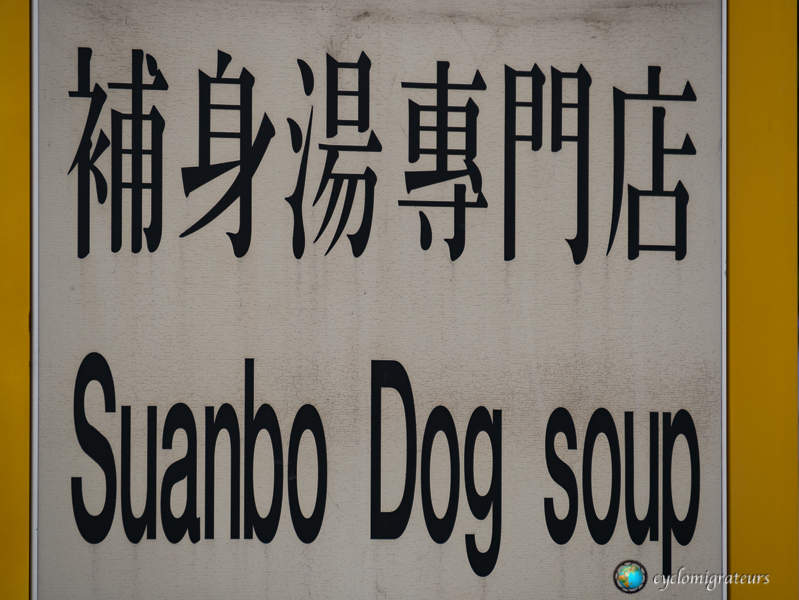 補身湯專門店
Suanbo Dog soup
cyclomigrateurs